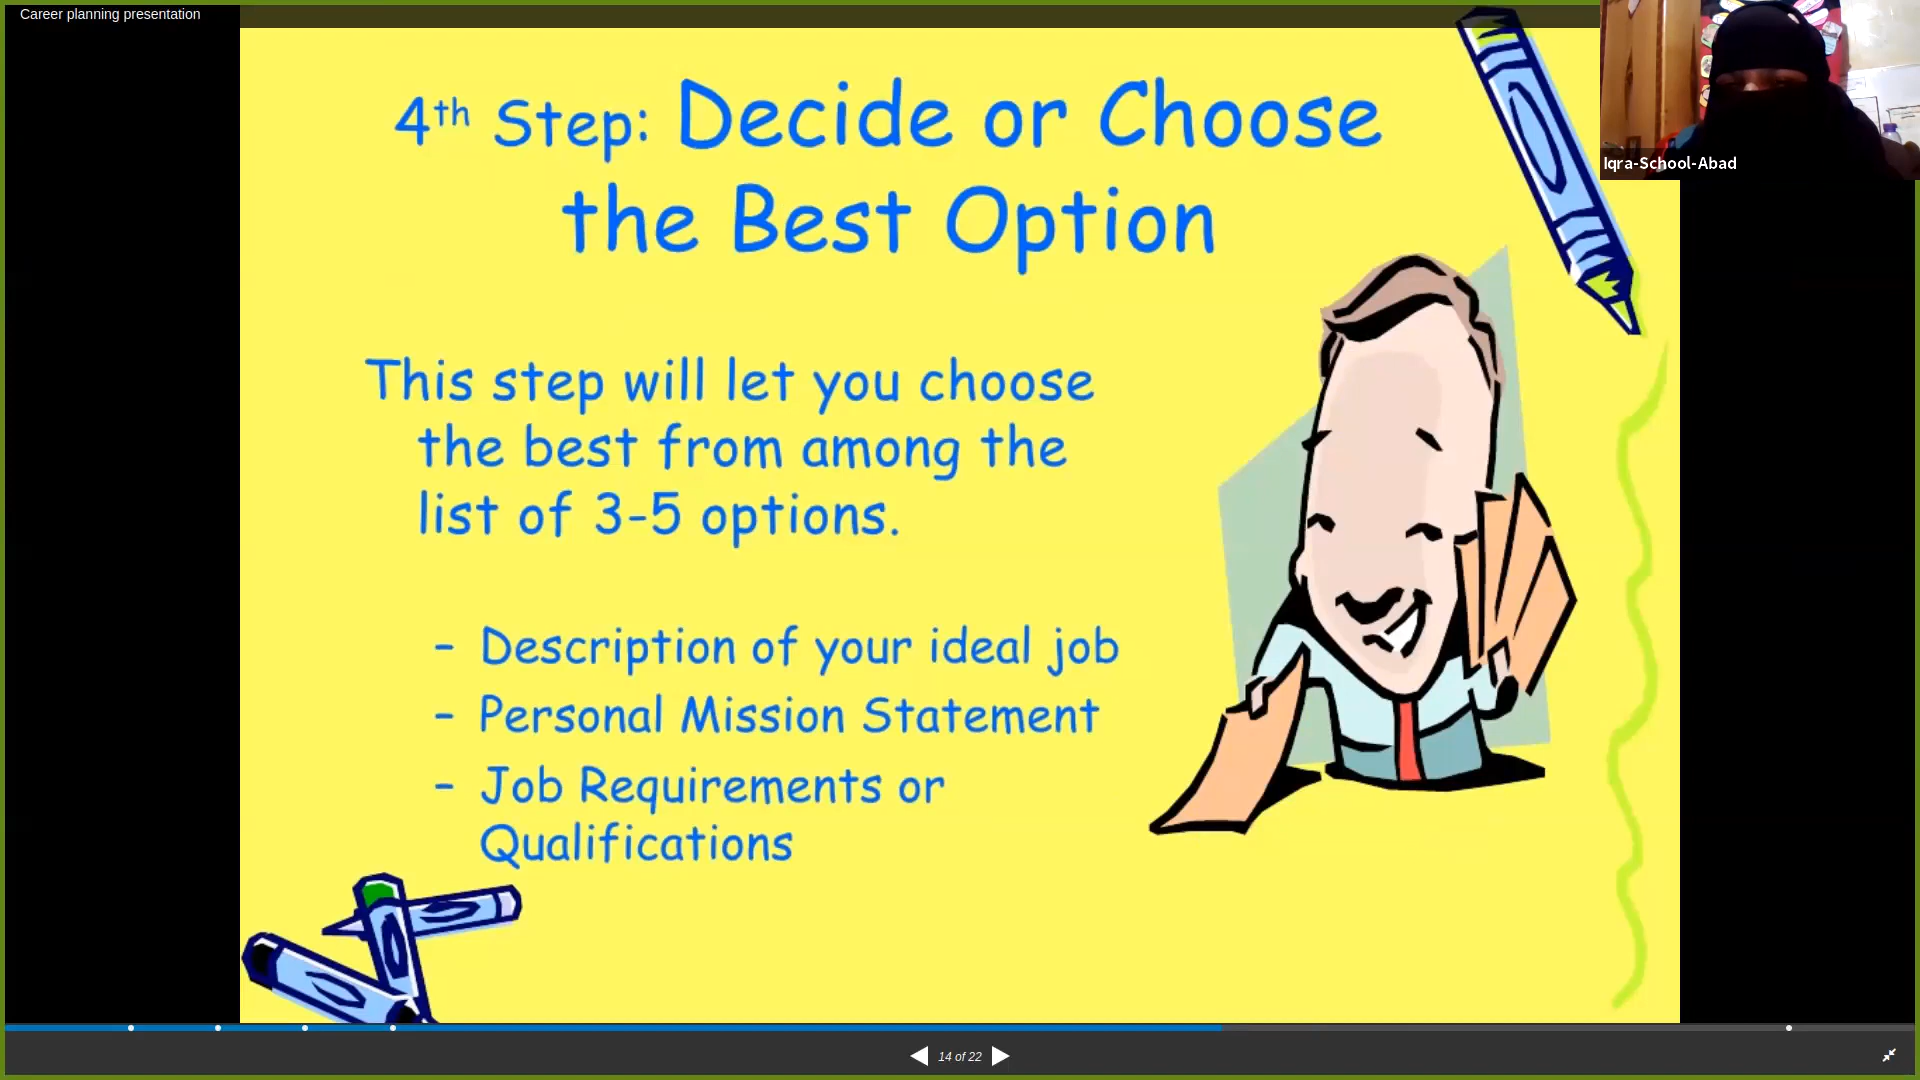 Career planning presentation
4th Step: Decide or Choose
the Best Option
Iqra-School-Abad
This step will let you choose
the best from among the
list of 3-5 options.
- Description of your ideal job
- Personal Mission Statement
- Job Requirements or
Qualifications
14 of 22